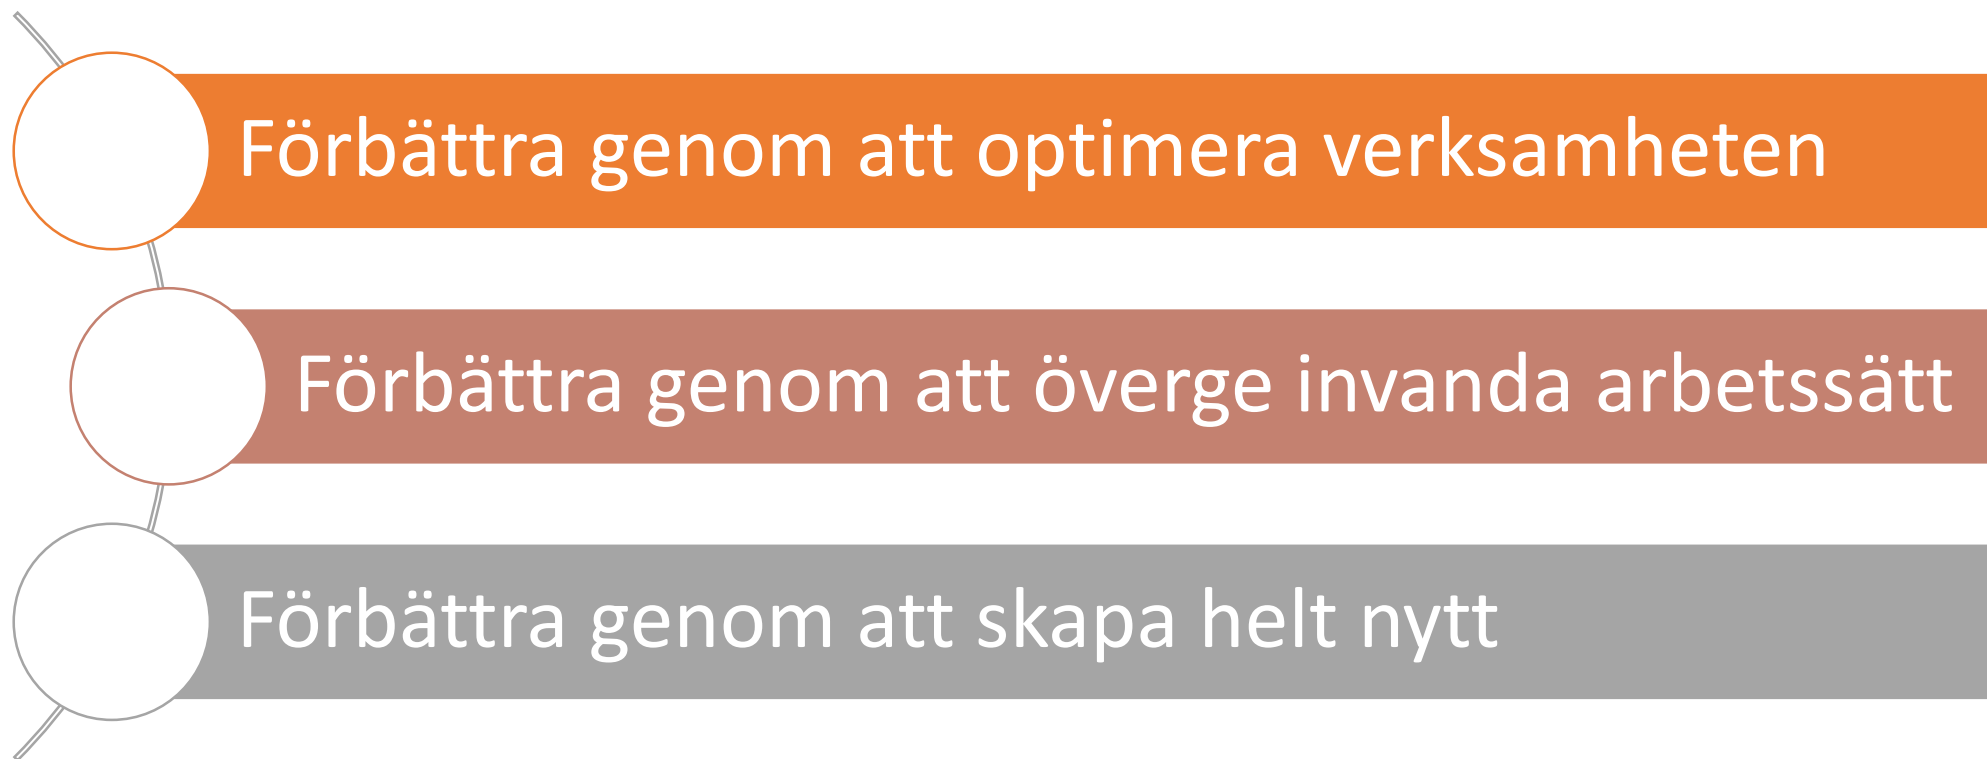 Förbättra genom att optimera verksamheten
Förbättra genom att överge invanda arbetssätt
Förbättra genom att skapa helt nytt